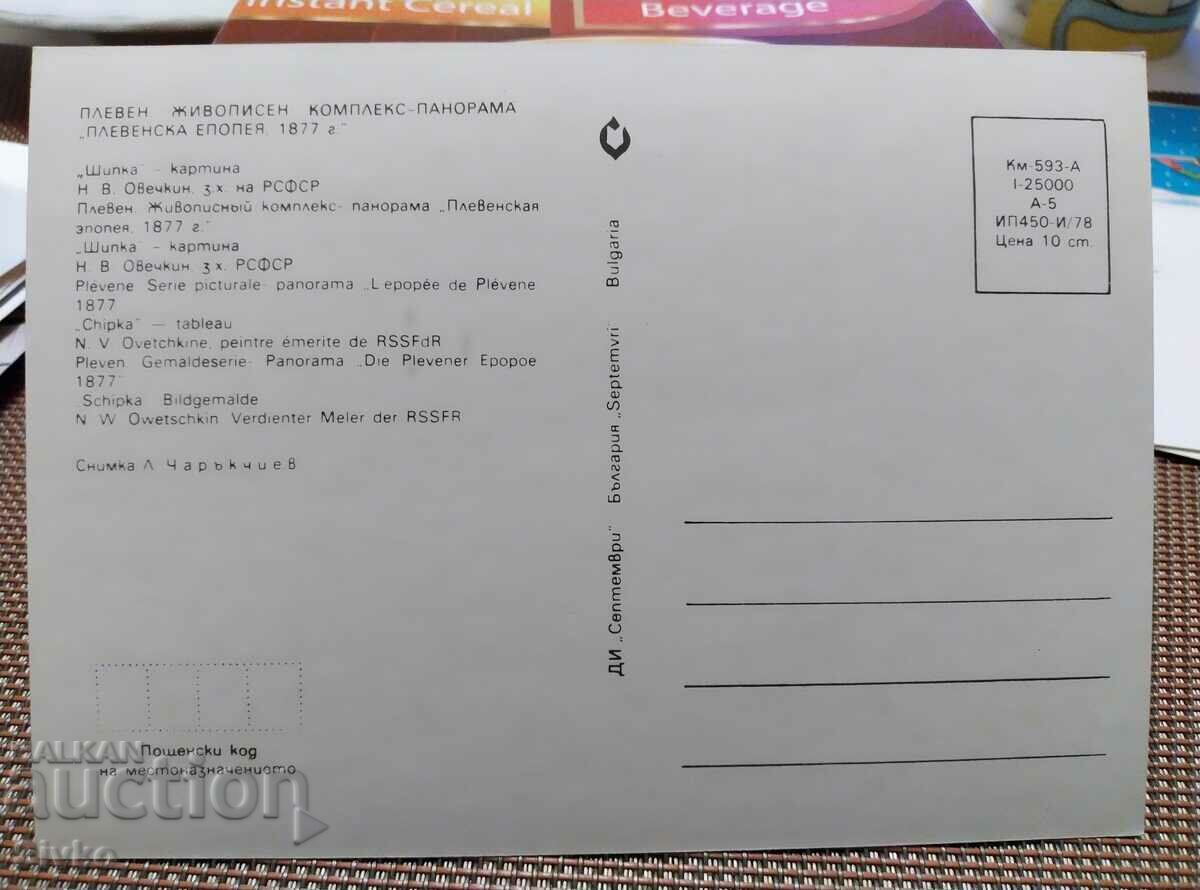 Instant Cereal
Beverage
ПЛЕВЕН ЖИВОПИСЕН КОМПЛЕКС-ПАНОРАМА
„ПЛЕВЕНСКА ЕПОПЕЯ, 1877 г."
„Шипка" - картина
Н. В. Овечкин, з.х. на РСФСР
Плевен. Живописный комплекс- панорама „Плевенская
эпопея, 1877 г."
„Шипка" - картина
Н. В. Овечкин, з.х. РСФСР
Plévene Serie picturale- panorama „L epopée de Plévene
1877
„Chipka" — tableau
N. V. Ovetchkine, peintre émerite de RSSFdR
Pleven Gemaldeserie- Panorama „Die Plevener Epopoe
1877"
„Schipka Bildgemalde
N W Owetschkin Verdienter Meler der RSSFR
Снимка Л Чаръкчиев
Пощенски код
на местоназначението
ДИ „Септември" България „Septemvri" Bulgaria
Км-593-А
I-25000
А-5
ИП450-И/78
Цена 10 ст.
BALKAN
auction
zivko